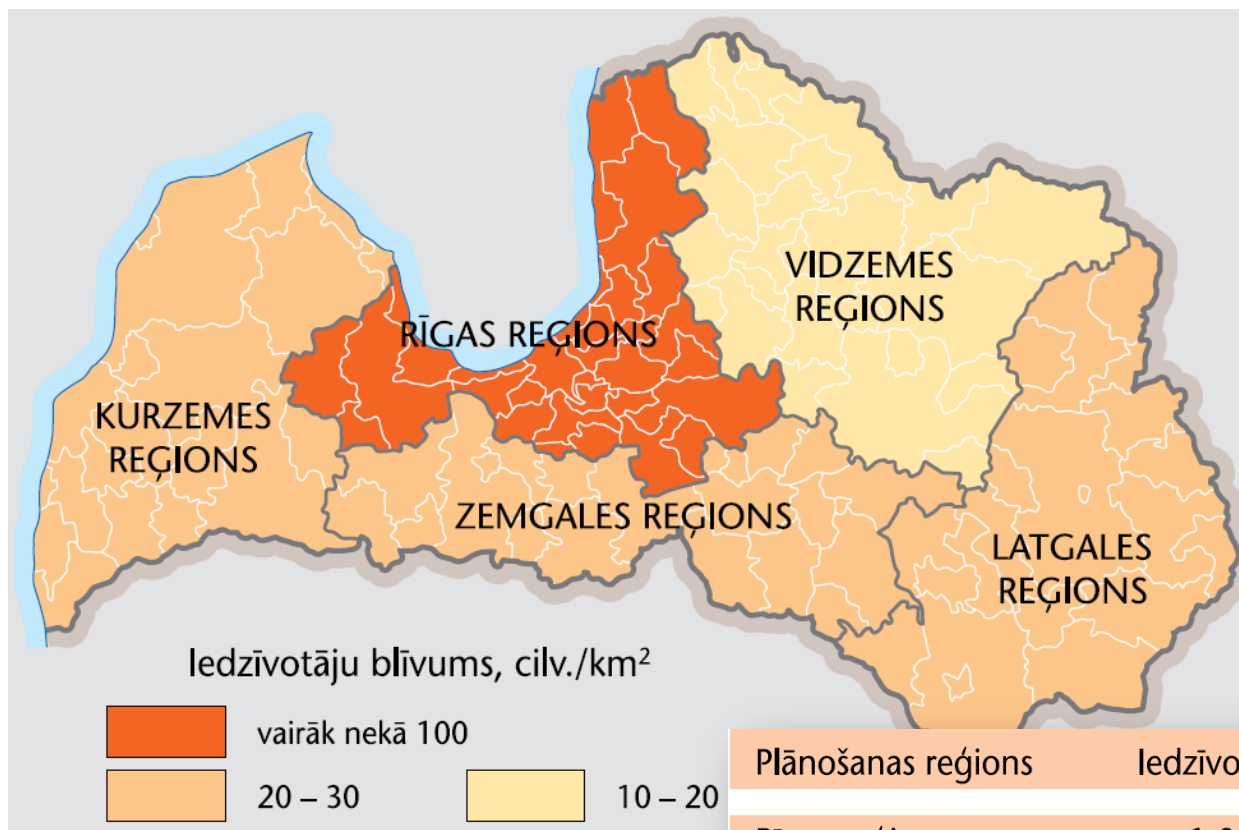 RĪGAS REĢIONS
VIDZEMES
REĢIONS
KURZEMES
REĢIONS
ZEMGALES REĢIONS
LATGALES
REĢIONS
Iedzīvotāju blīvums, cilv./km²
vairāk nekā 100
20 – 30
10 – 20
Plānošanas reģions